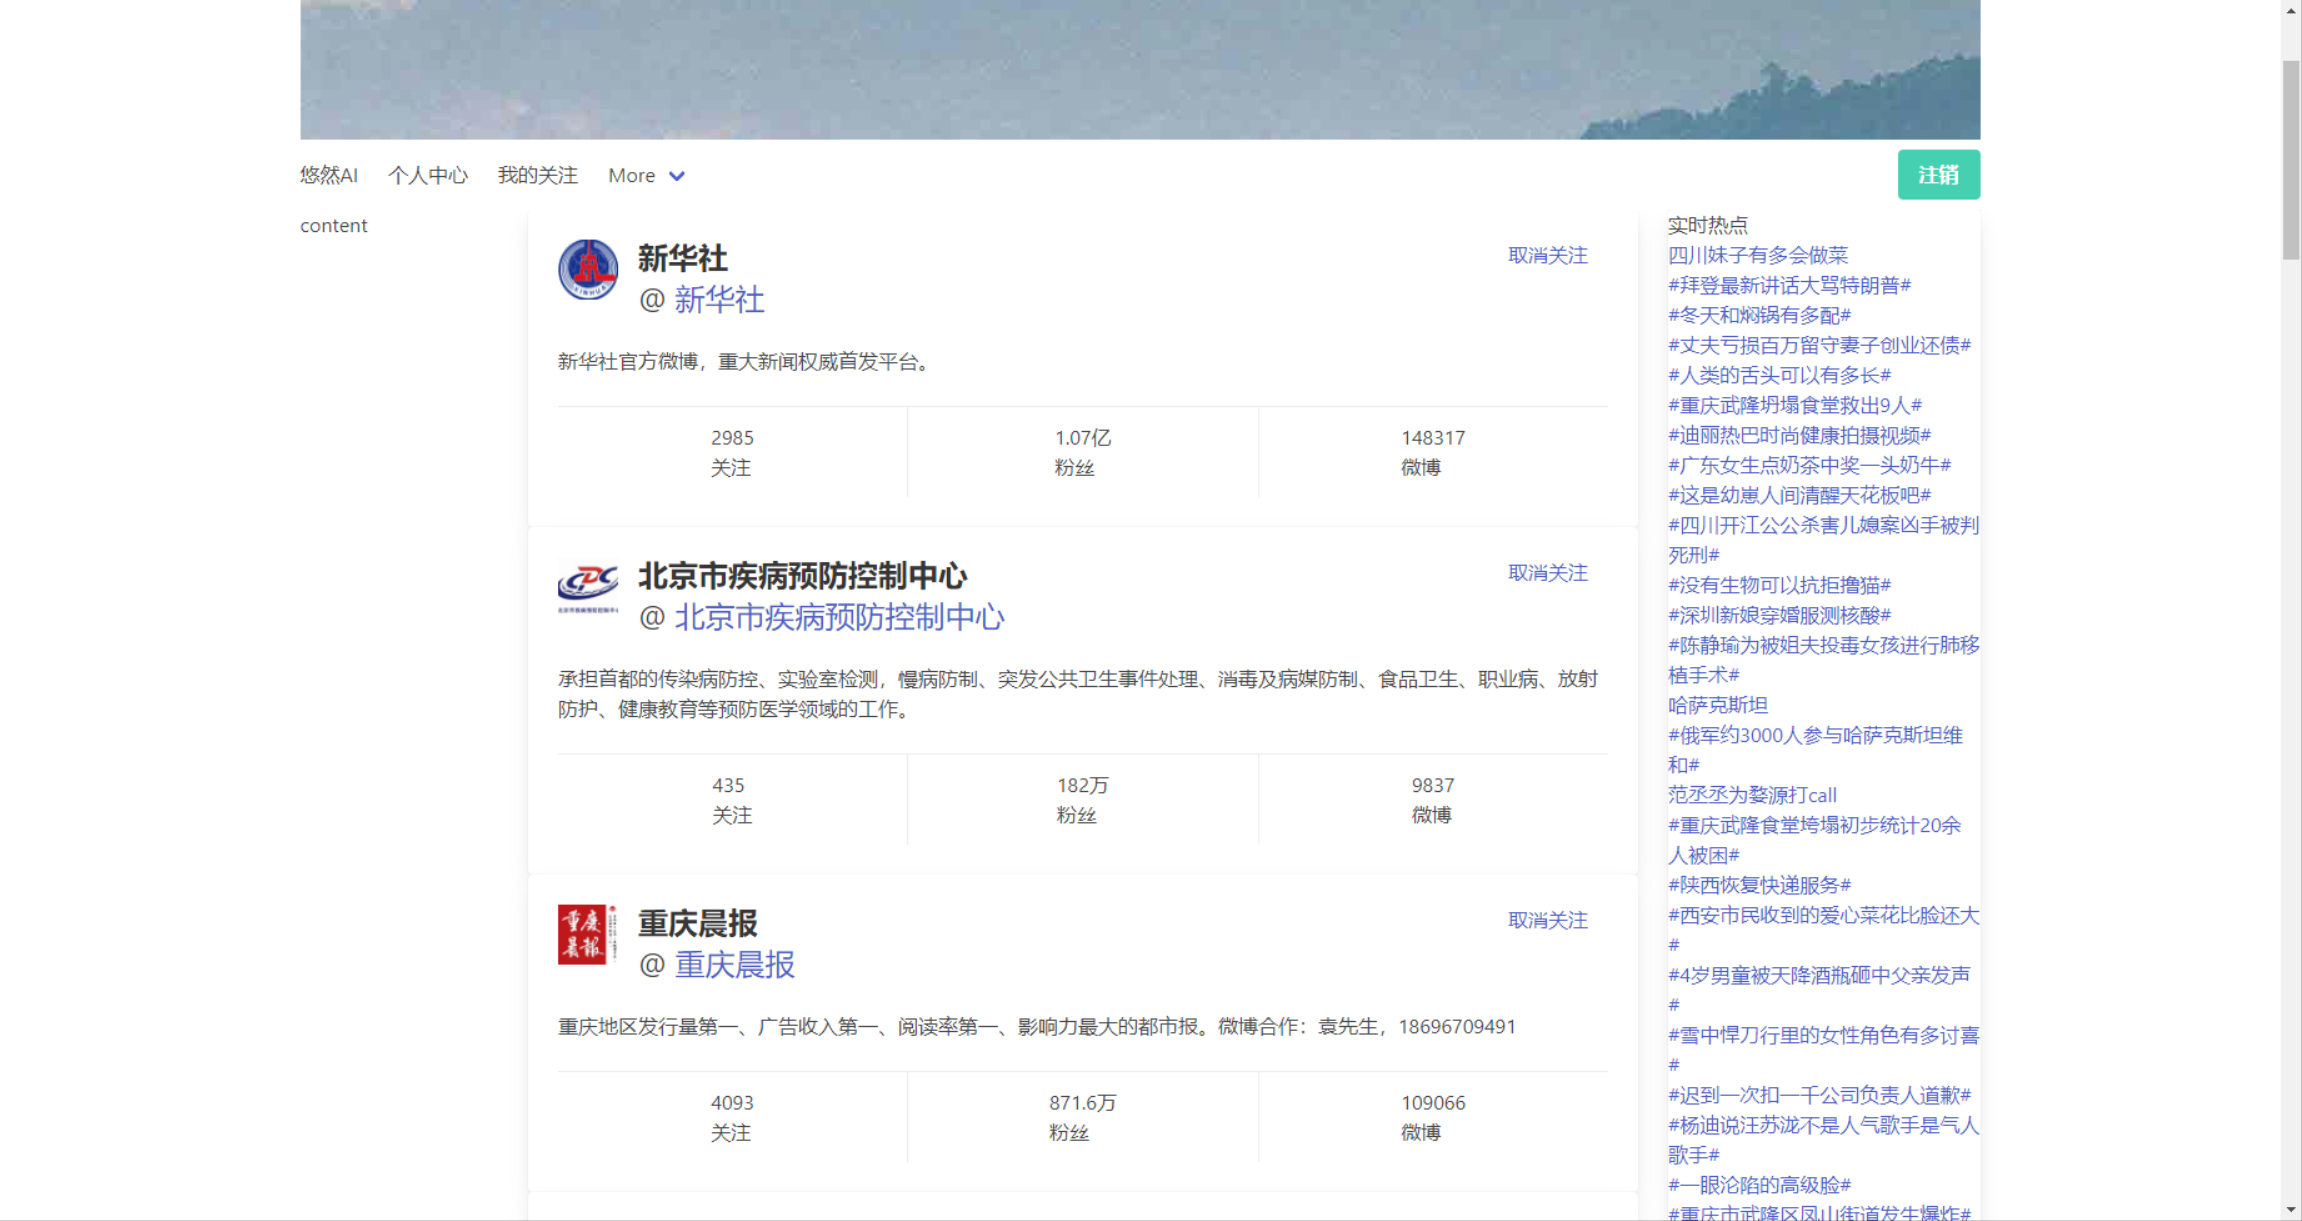 悠然AI 个人中心 我的关注 More 注销
content
新华社 取消关注
@ 新华社
新华社官方微博，重大新闻权威首发平台。
2985 1.07亿 148317
关注 粉丝 微博
北京市疾病预防控制中心 取消关注
@ 北京市疾病预防控制中心
承担首都的传染病防控、实验室检测，慢病防制、突发公共卫生事件处理、消毒及病媒防制、食品卫生、职业病、放射
防护、健康教育等预防医学领域的工作。
435 182万 9837
关注 粉丝 微博
重庆晨報
重庆晨报 取消关注
@ 重庆晨报
重庆地区发行量第一、广告收入第一、阅读率第一、影响力最大的都市报。微博合作：袁先生，18696709491
4093 871.6万 109066
关注 粉丝 微博
实时热点
四川妹子有多会做菜
#拜登最新讲话大骂特朗普#
#冬天和焖锅有多配#
#丈夫亏损百万留守妻子创业还债#
#人类的舌头可以有多长#
#重庆武隆坍塌食堂救出9人#
#迪丽热巴时尚健康拍摄视频#
#广东女生点奶茶中奖一头奶牛#
#这是幼崽人间清醒天花板吧#
#四川开江公公杀害儿媳案凶手被判
死刑#
#没有生物可以抗拒撸猫#
#深圳新娘穿婚服测核酸#
#陈静瑜为被姐夫投毒女孩进行肺移
植手术#
哈萨克斯坦
#俄军约3000人参与哈萨克斯坦维
和#
范丞丞为婺源打call
#重庆武隆食堂垮塌初步统计20余
人被困#
#陕西恢复快递服务#
#西安市民收到的爱心菜花比脸还大
#
#4岁男童被天降酒瓶砸中父亲发声
#
#雪中悍刀行里的女性角色有多讨喜
#
#迟到一次扣一千公司负责人道歉#
#杨迪说汪苏泷不是人气歌手是气人
歌手#
#一眼沦陷的高级脸#
#重庆市武隆区凤山街道发生爆炸#